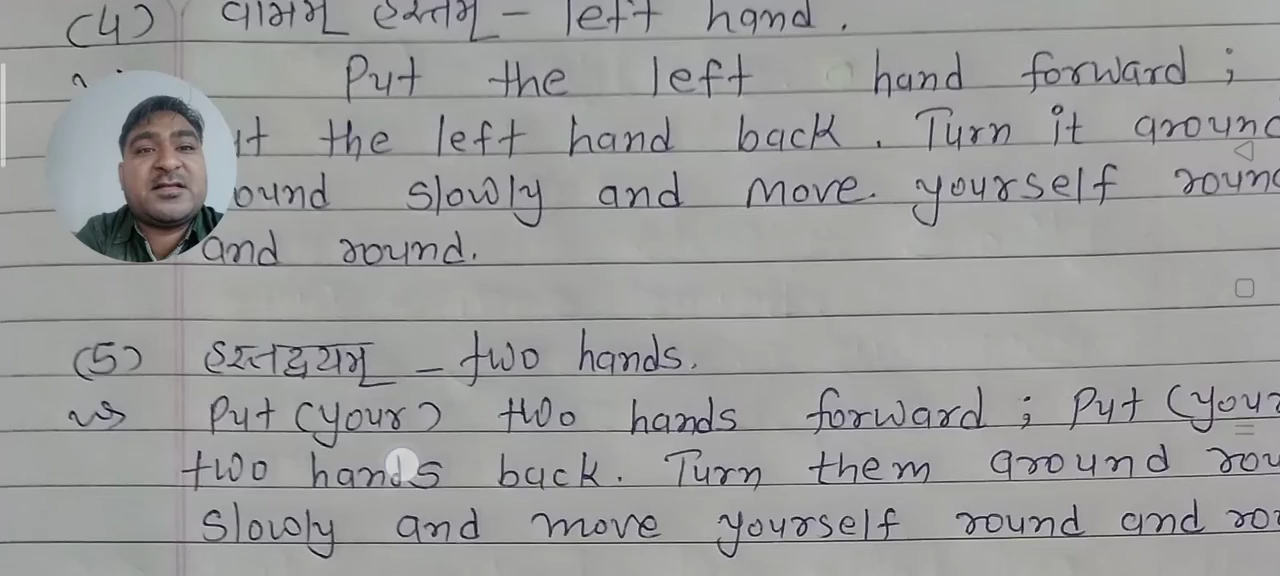 (4) वामम् हस्तम् - left hand.
Put the left hand forward ;
the left hand back. Turn it
slowly and move yourself
and round.
(5) हस्तद्वयम् - two hands.
Put (your) two hands forward ; Put
two hands back. Turn them around
slowly and move yourself round and